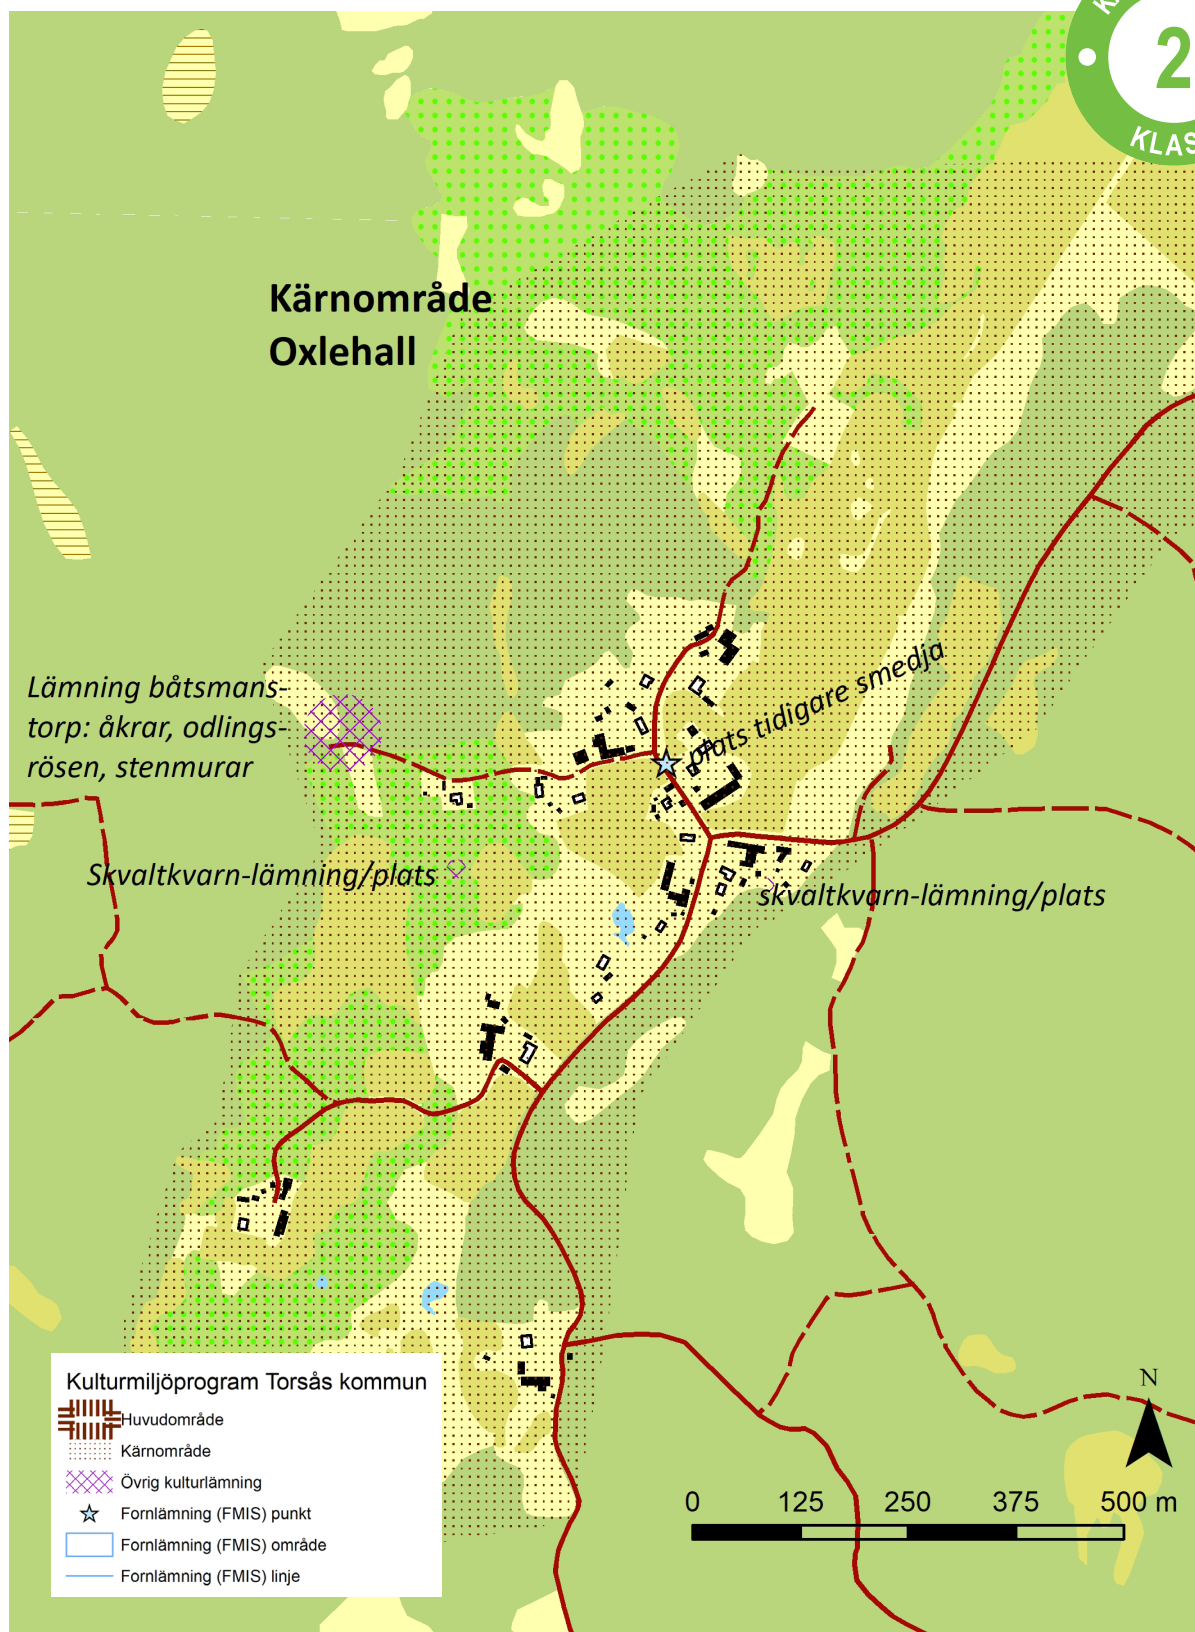 2
KLAS
Kärnområde
Oxlehall
plats tidigare smedja
Lämning båtsmans-
torp: åkrar, odlings-
rösen, stenmurar
Skvaltkvarn-lämning/plats
skvaltkvarn-lämning/plats
Kulturmiljöprogram Torsås kommun
Huvudområde
Kärnområde
Övrig kulturlämning
Fornlämning (FMIS) punkt
Fornlämning (FMIS) område
Fornlämning (FMIS) linje
N
0 125 250 375 500 m